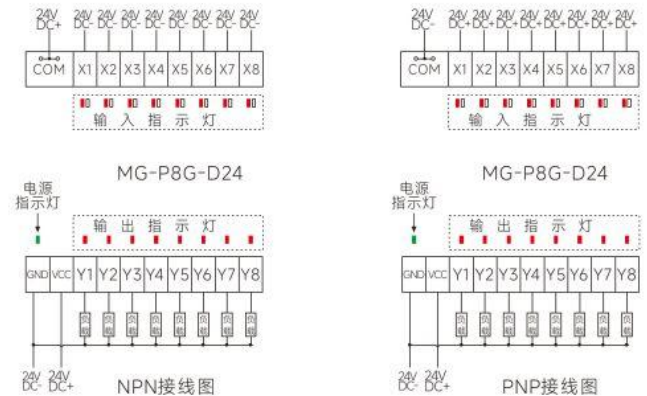 24V DC+ 24V DC- 24V DC- 24V DC- 24V DC- 24V DC- 24V DC- 24V DC- 24V DC-
COM X1 X2 X3 X4 X5 X6 X7 X8
输入指示灯
MG-P8G-D24
电源指示灯
输出指示灯
GND VCC Y1 Y2 Y3 Y4 Y5 Y6 Y7 Y8
负载 负载 负载 负载 负载 负载 负载 负载
24V DC- 24V DC+
NPN接线图
24V DC- 24V DC+ 24V DC+ 24V DC+ 24V DC+ 24V DC+ 24V DC+ 24V DC+ 24V DC+
COM X1 X2 X3 X4 X5 X6 X7 X8
输入指示灯
MG-P8G-D24
电源指示灯
输出指示灯
GND VCC Y1 Y2 Y3 Y4 Y5 Y6 Y7 Y8
负载 负载 负载 负载 负载 负载 负载 负载
24V DC- 24V DC+
PNP接线图